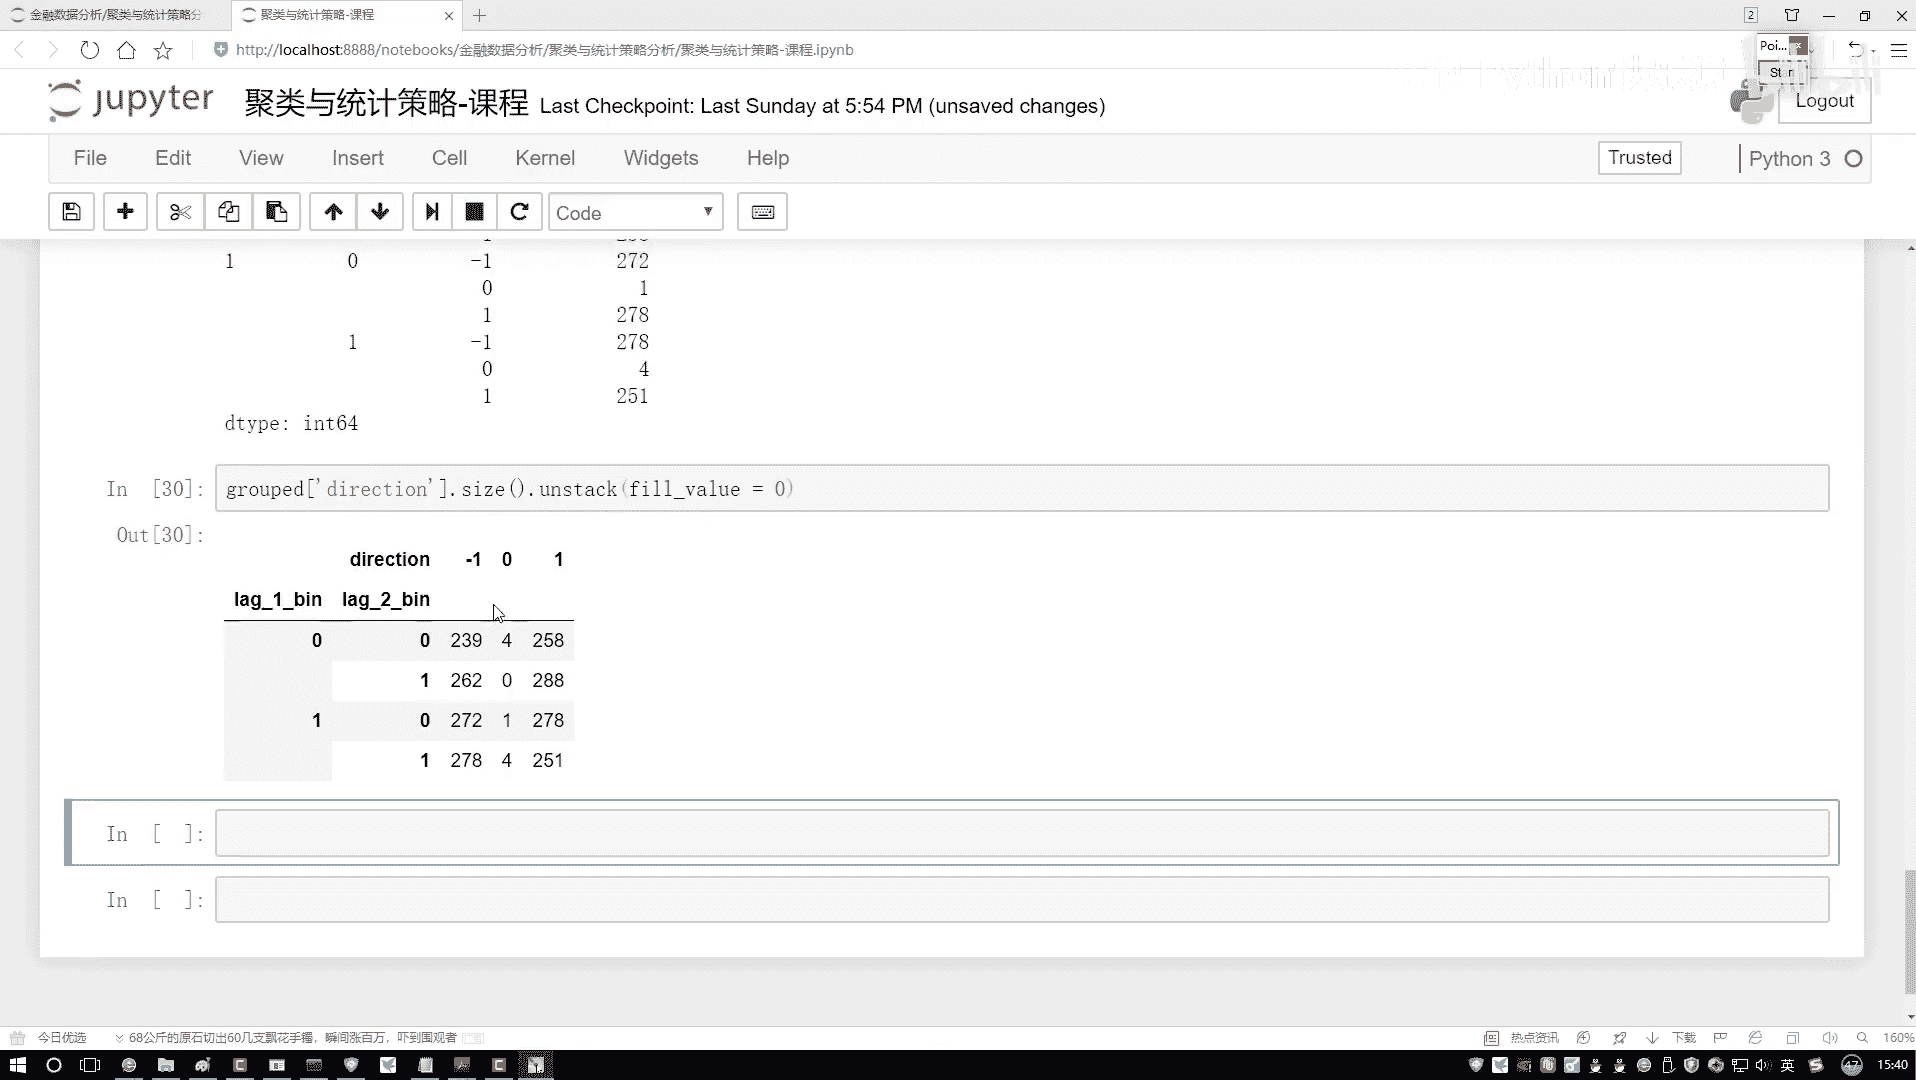 金融数据分析/聚类与统计策略分
聚类与统计策略-课程
2
http://localhost:8888/notebooks/金融数据分析/聚类与统计策略分析/聚类与统计策略-课程.ipynb
Poi...
jupyter 聚类与统计策略-课程 Last Checkpoint: Last Sunday at 5:54 PM (unsaved changes)
Logout
File Edit View Insert Cell Kernel Widgets Help
Trusted
Python 3
Code
1 0 -1 272
0 1
1 278
1 -1 278
0 4
1 251
dtype: int64
In [30]: grouped['direction'].size().unstack(fill_value = 0)
Out[30]:
direction -1 0 1
lag_1_bin lag_2_bin
0 0 239 4 258
1 262 0 288
1 0 272 1 278
1 278 4 251
In [ ]:
In [ ]:
今日优选 68公斤的原石切出60几支飘花手镯，瞬间涨百万，吓到围观者
热点资讯 下载 160%
英 47 15:40